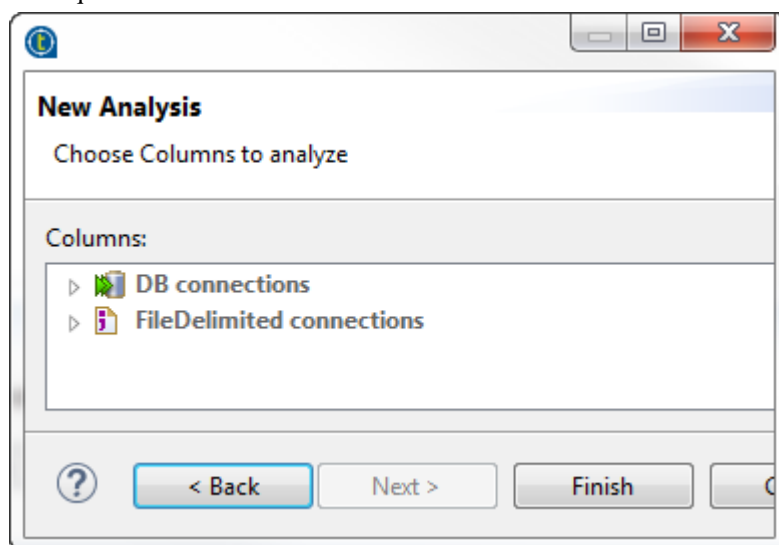 New Analysis
Choose Columns to analyze
Columns:
DB connections
FileDelimited connections
< Back Next > Finish